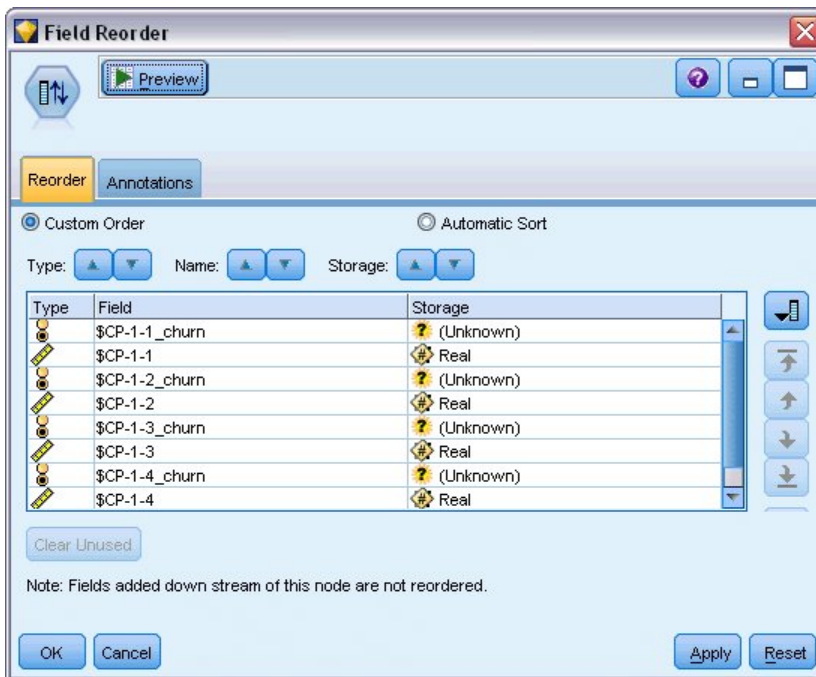 Field Reorder
Preview
Reorder Annotations
Custom Order Automatic Sort
Type: Name: Storage:
Type Field Storage
$CP-1-1_churn (Unknown)
$CP-1-1 Real
$CP-1-2_churn (Unknown)
$CP-1-2 Real
$CP-1-3_churn (Unknown)
$CP-1-3 Real
$CP-1-4_churn (Unknown)
$CP-1-4 Real
Clear Unused
Note: Fields added down stream of this node are not reordered.
OK Cancel Apply Reset